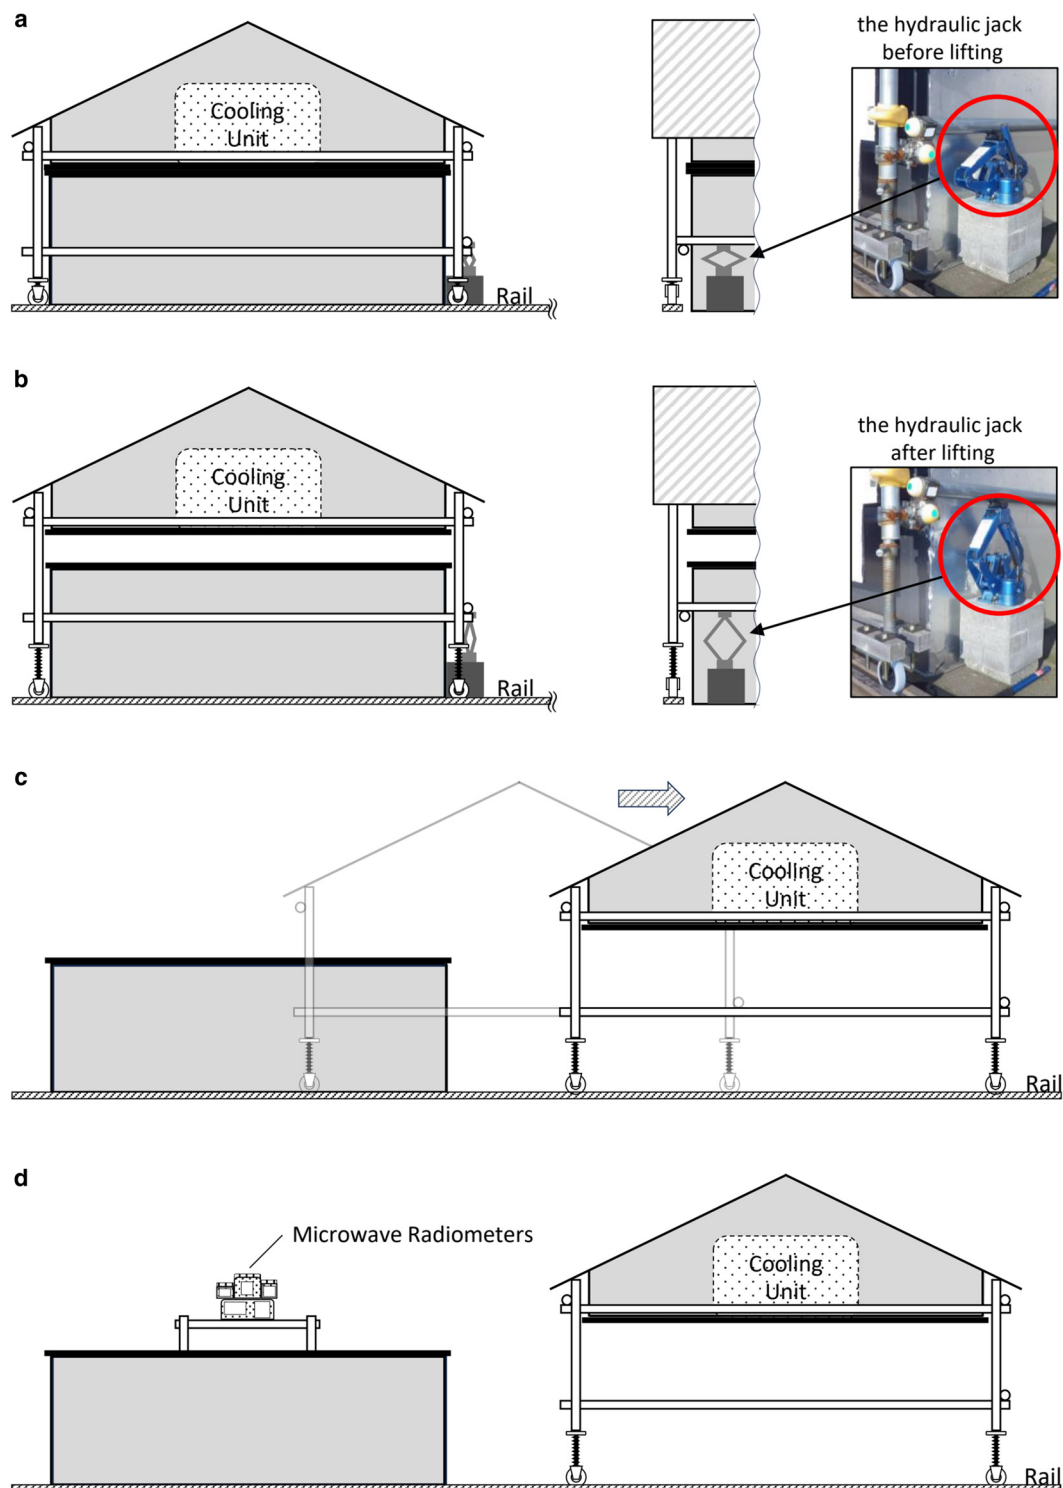 a
the hydraulic jack
before lifting
Cooling
Unit
Rail
b
the hydraulic jack
after lifting
Cooling
Unit
Rail
c
Cooling
Unit
Rail
d
Microwave Radiometers
Cooling
Unit
Rail